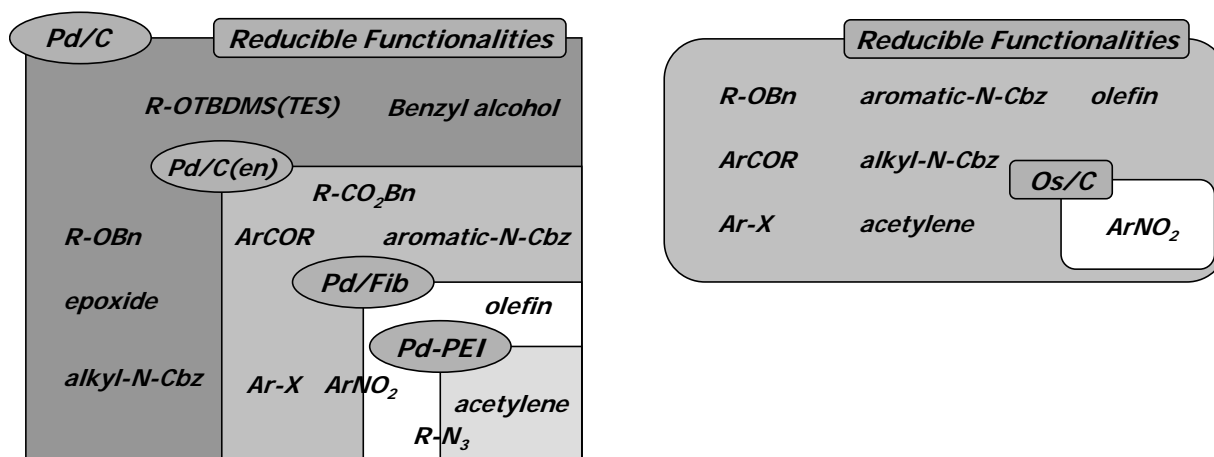 Pd/C
Reducible Functionalities
R-OTBDMS(TES) Benzyl alcohol
Pd/C(en)
R-CO₂Bn
R-OBn ArCOR aromatic-N-Cbz
Pd/Fib
epoxide olefin
Pd-PEI
alkyl-N-Cbz Ar-X ArNO₂ acetylene
R-N₃
Reducible Functionalities
R-OBn aromatic-N-Cbz olefin
ArCOR alkyl-N-Cbz
Os/C
Ar-X acetylene ArNO₂